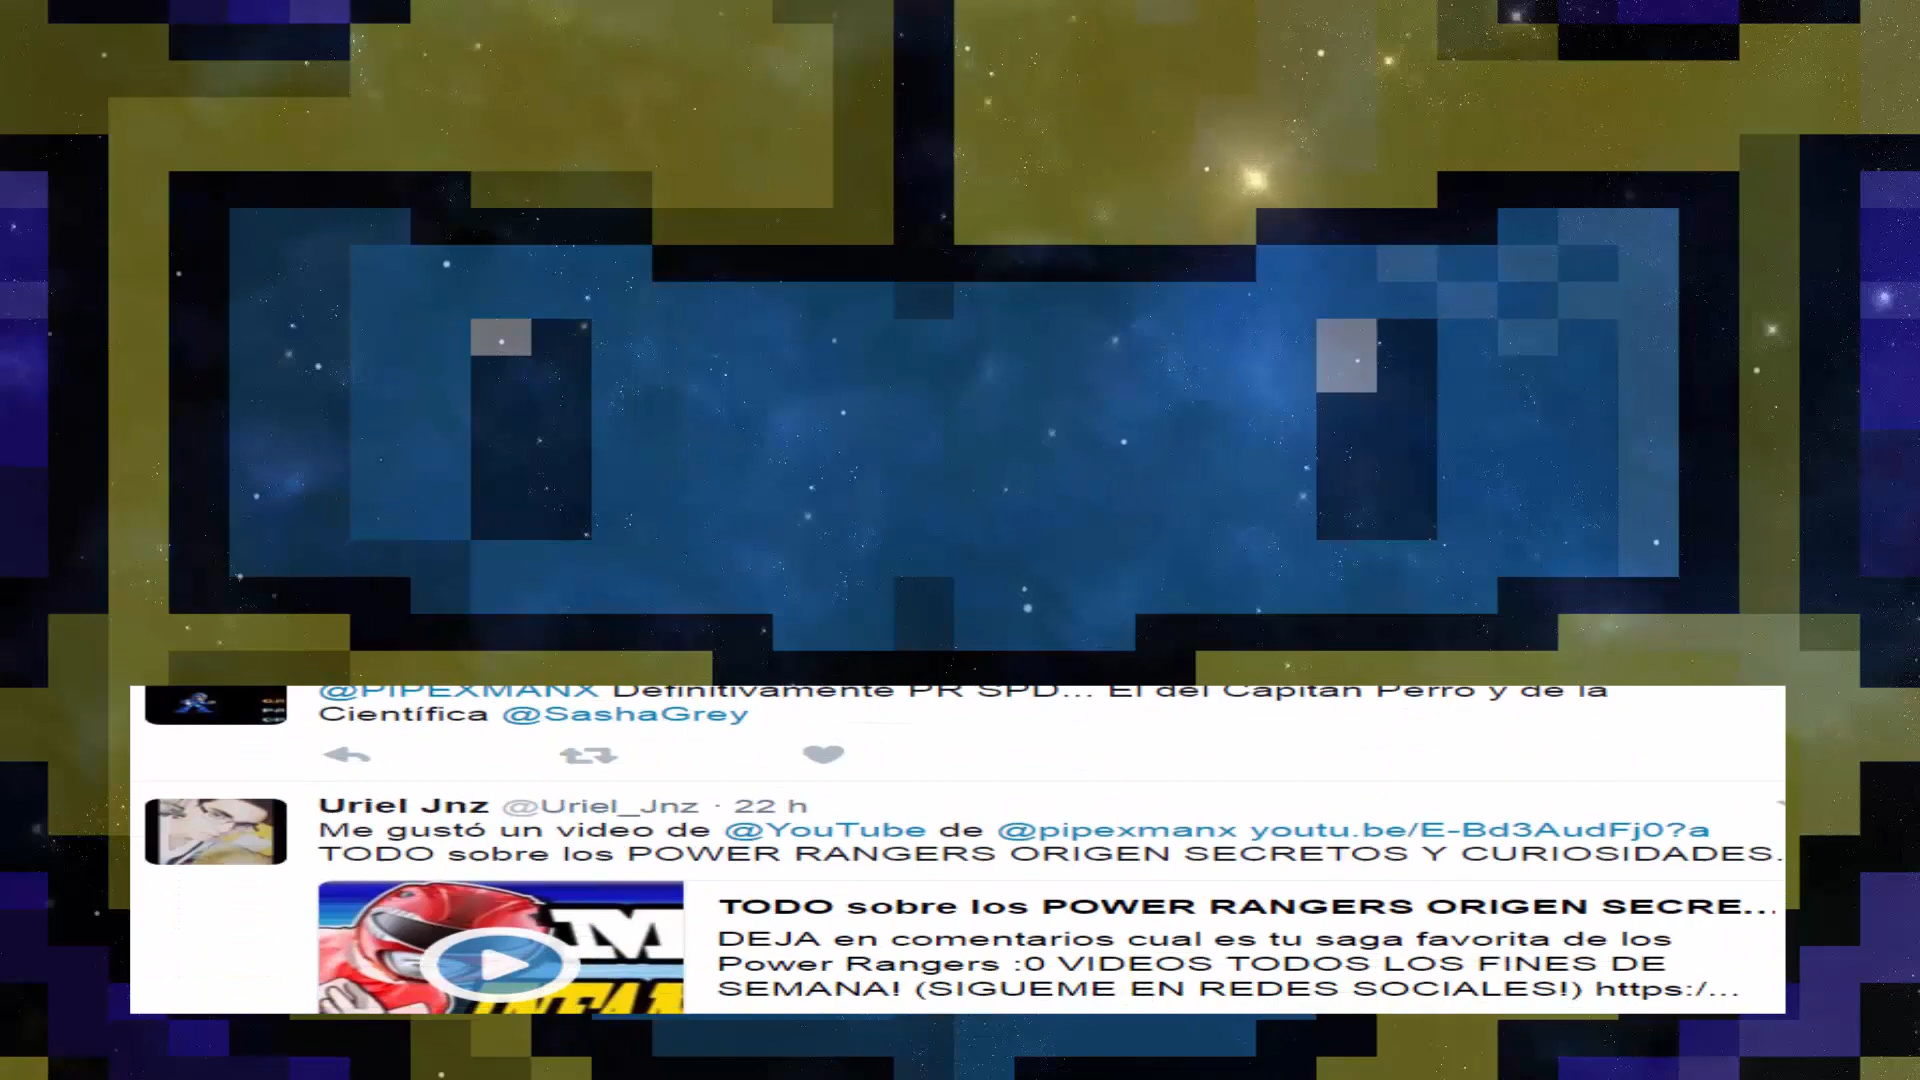 @PIPEXMANX Definitivamente PR SPD... El del Capitán Perro y de la
Científica @SashaGrey
Uriel Jnz @Uriel_Jnz · 22 h
Me gustó un video de @YouTube de @pipexmanx youtu.be/E-Bd3AudFj0?a
TODO sobre los POWER RANGERS ORIGEN SECRETOS Y CURIOSIDADES.
TODO sobre los POWER RANGERS ORIGEN SECRE...
DEJA en comentarios cual es tu saga favorita de los
Power Rangers :0 VIDEOS TODOS LOS FINES DE
SEMANA! (SIGUEME EN REDES SOCIALES!) https:/...